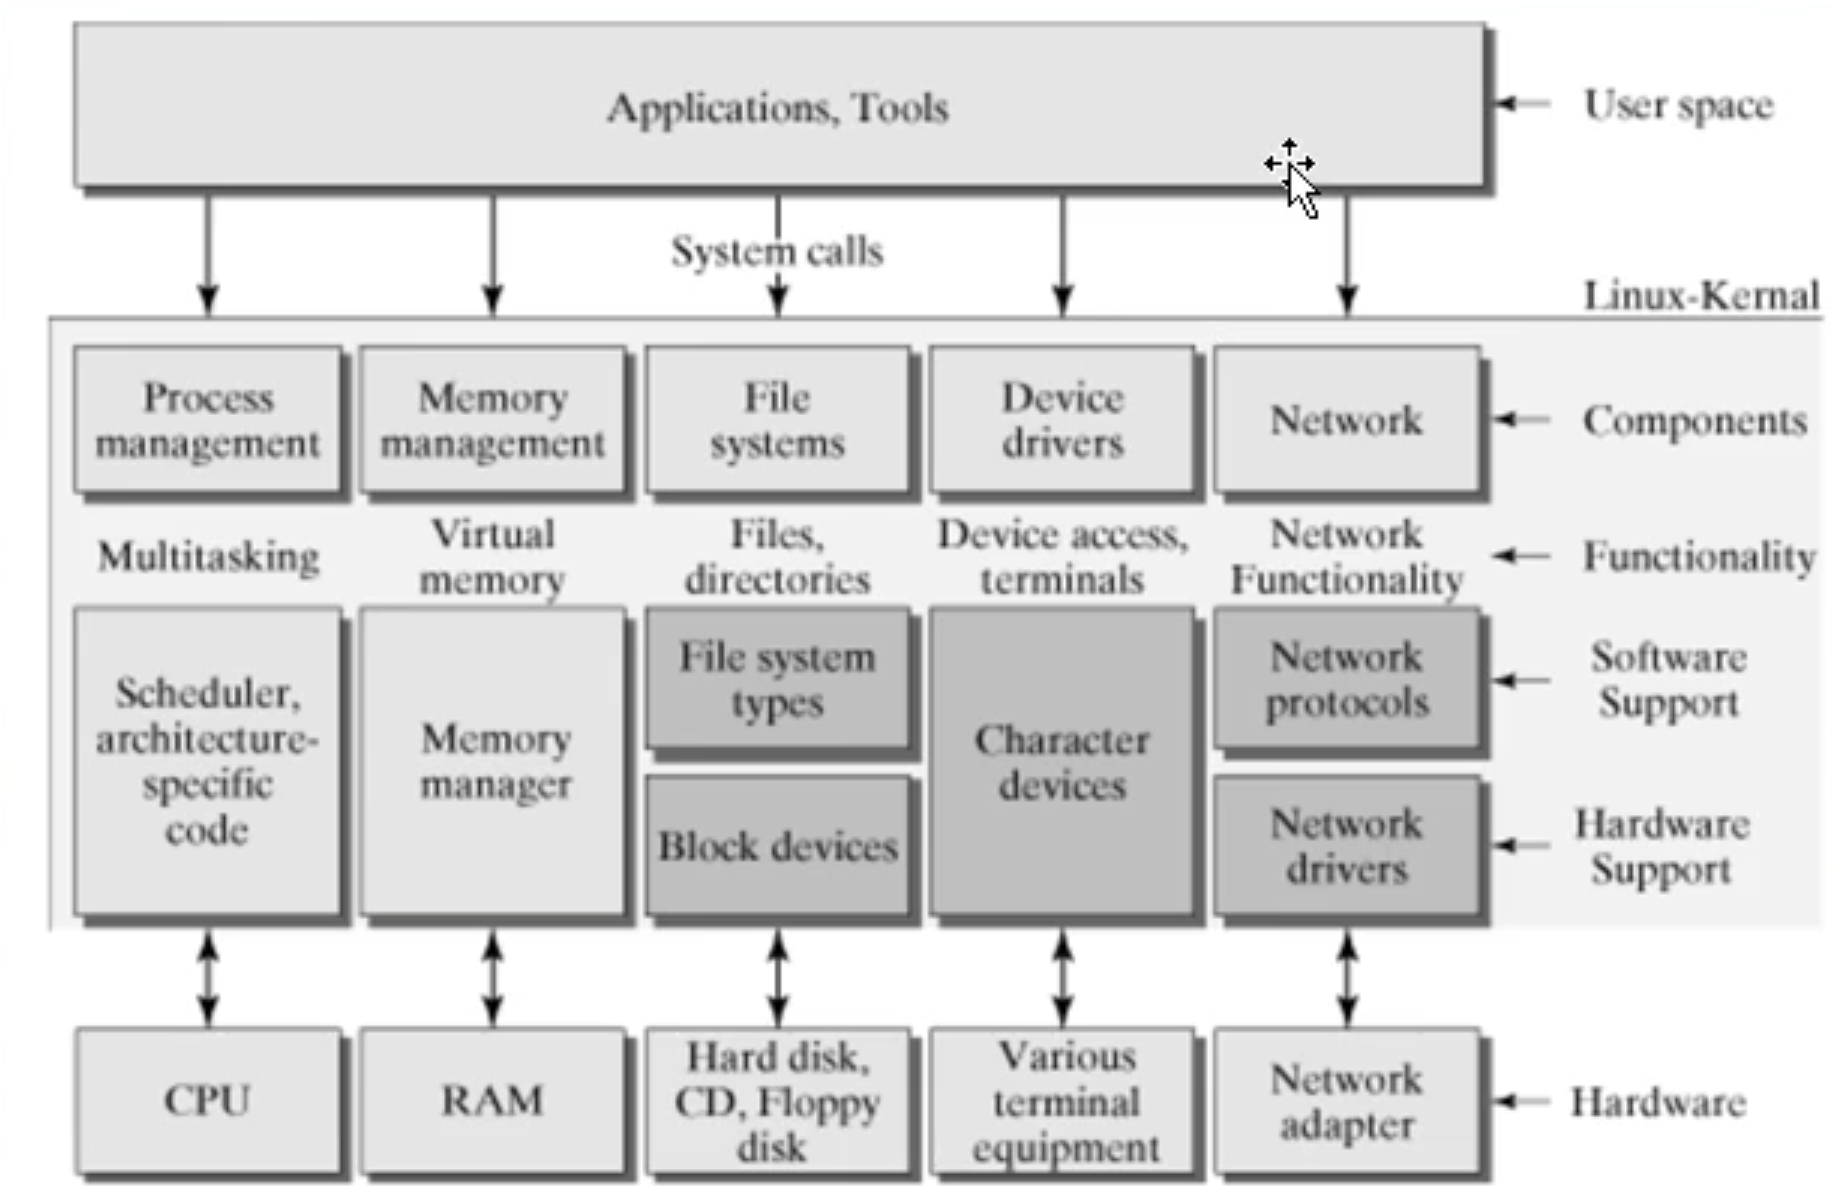 Applications, Tools
User space
System calls
Linux-Kernal
Process
management
Memory
management
File
systems
Device
drivers
Network
Components
Multitasking
Virtual
memory
Files,
directories
Device access,
terminals
Network
Functionality
Functionality
Scheduler,
architecture-
specific
code
Memory
manager
File system
types
Block devices
Character
devices
Network
protocols
Network
drivers
Software
Support
Hardware
Support
CPU
RAM
Hard disk,
CD, Floppy
disk
Various
terminal
equipment
Network
adapter
Hardware